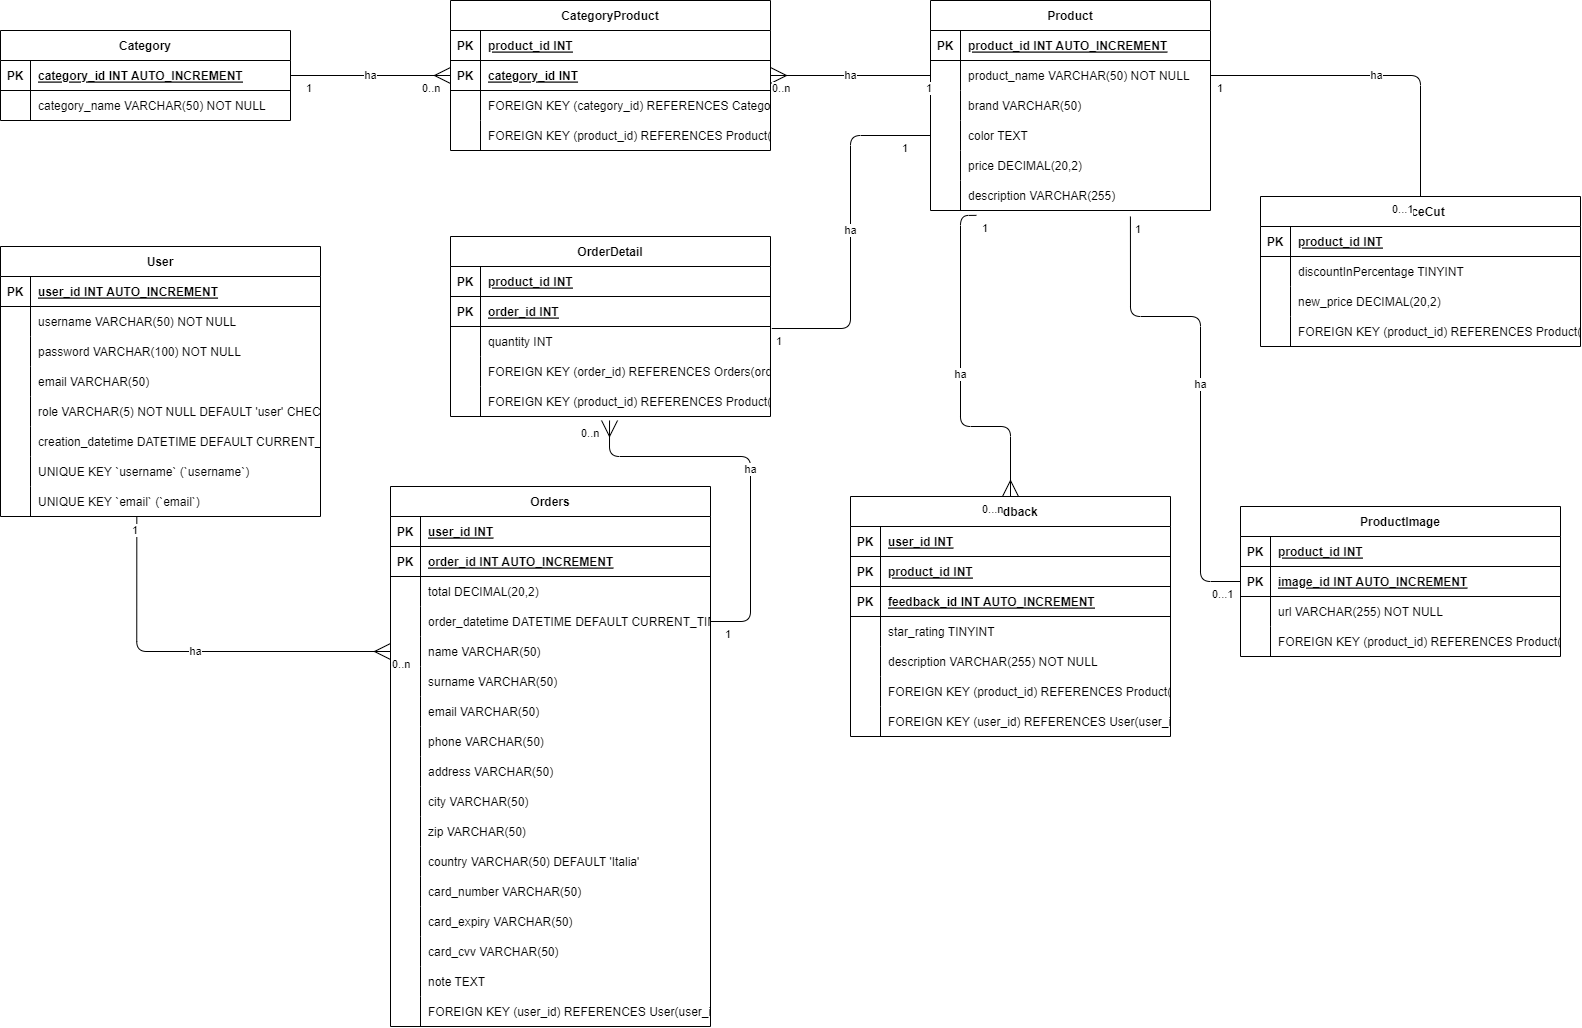 Category
PK category_id INT AUTO_INCREMENT
category_name VARCHAR(50) NOT NULL
1
ha
0..n
CategoryProduct
PK product_id INT
PK category_id INT
FOREIGN KEY (category_id) REFERENCES Catego
FOREIGN KEY (product_id) REFERENCES Product(
0..n
ha
1
Product
PK product_id INT AUTO_INCREMENT
product_name VARCHAR(50) NOT NULL
brand VARCHAR(50)
color TEXT
price DECIMAL(20,2)
description VARCHAR(255)
1
ha
0...1
ceCut
PK product_id INT
discountInPercentage TINYINT
new_price DECIMAL(20,2)
FOREIGN KEY (product_id) REFERENCES Product(
1
ha
1
User
PK user_id INT AUTO_INCREMENT
username VARCHAR(50) NOT NULL
password VARCHAR(100) NOT NULL
email VARCHAR(50)
role VARCHAR(5) NOT NULL DEFAULT 'user' CHEC
creation_datetime DATETIME DEFAULT CURRENT_
UNIQUE KEY `username` (`username`)
UNIQUE KEY `email` (`email`)
1
ha
0..n
OrderDetail
PK product_id INT
PK order_id INT
quantity INT
FOREIGN KEY (order_id) REFERENCES Orders(ord
FOREIGN KEY (product_id) REFERENCES Product(
0..n
ha
1
Orders
PK user_id INT
PK order_id INT AUTO_INCREMENT
total DECIMAL(20,2)
order_datetime DATETIME DEFAULT CURRENT_TI
name VARCHAR(50)
surname VARCHAR(50)
email VARCHAR(50)
phone VARCHAR(50)
address VARCHAR(50)
city VARCHAR(50)
zip VARCHAR(50)
country VARCHAR(50) DEFAULT 'Italia'
card_number VARCHAR(50)
card_expiry VARCHAR(50)
card_cvv VARCHAR(50)
note TEXT
FOREIGN KEY (user_id) REFERENCES User(user_i
1
ha
0...n
dback
PK user_id INT
PK product_id INT
PK feedback_id INT AUTO_INCREMENT
star_rating TINYINT
description VARCHAR(255) NOT NULL
FOREIGN KEY (product_id) REFERENCES Product(
FOREIGN KEY (user_id) REFERENCES User(user_i
1
ha
0...1
ProductImage
PK product_id INT
PK image_id INT AUTO_INCREMENT
url VARCHAR(255) NOT NULL
FOREIGN KEY (product_id) REFERENCES Product(